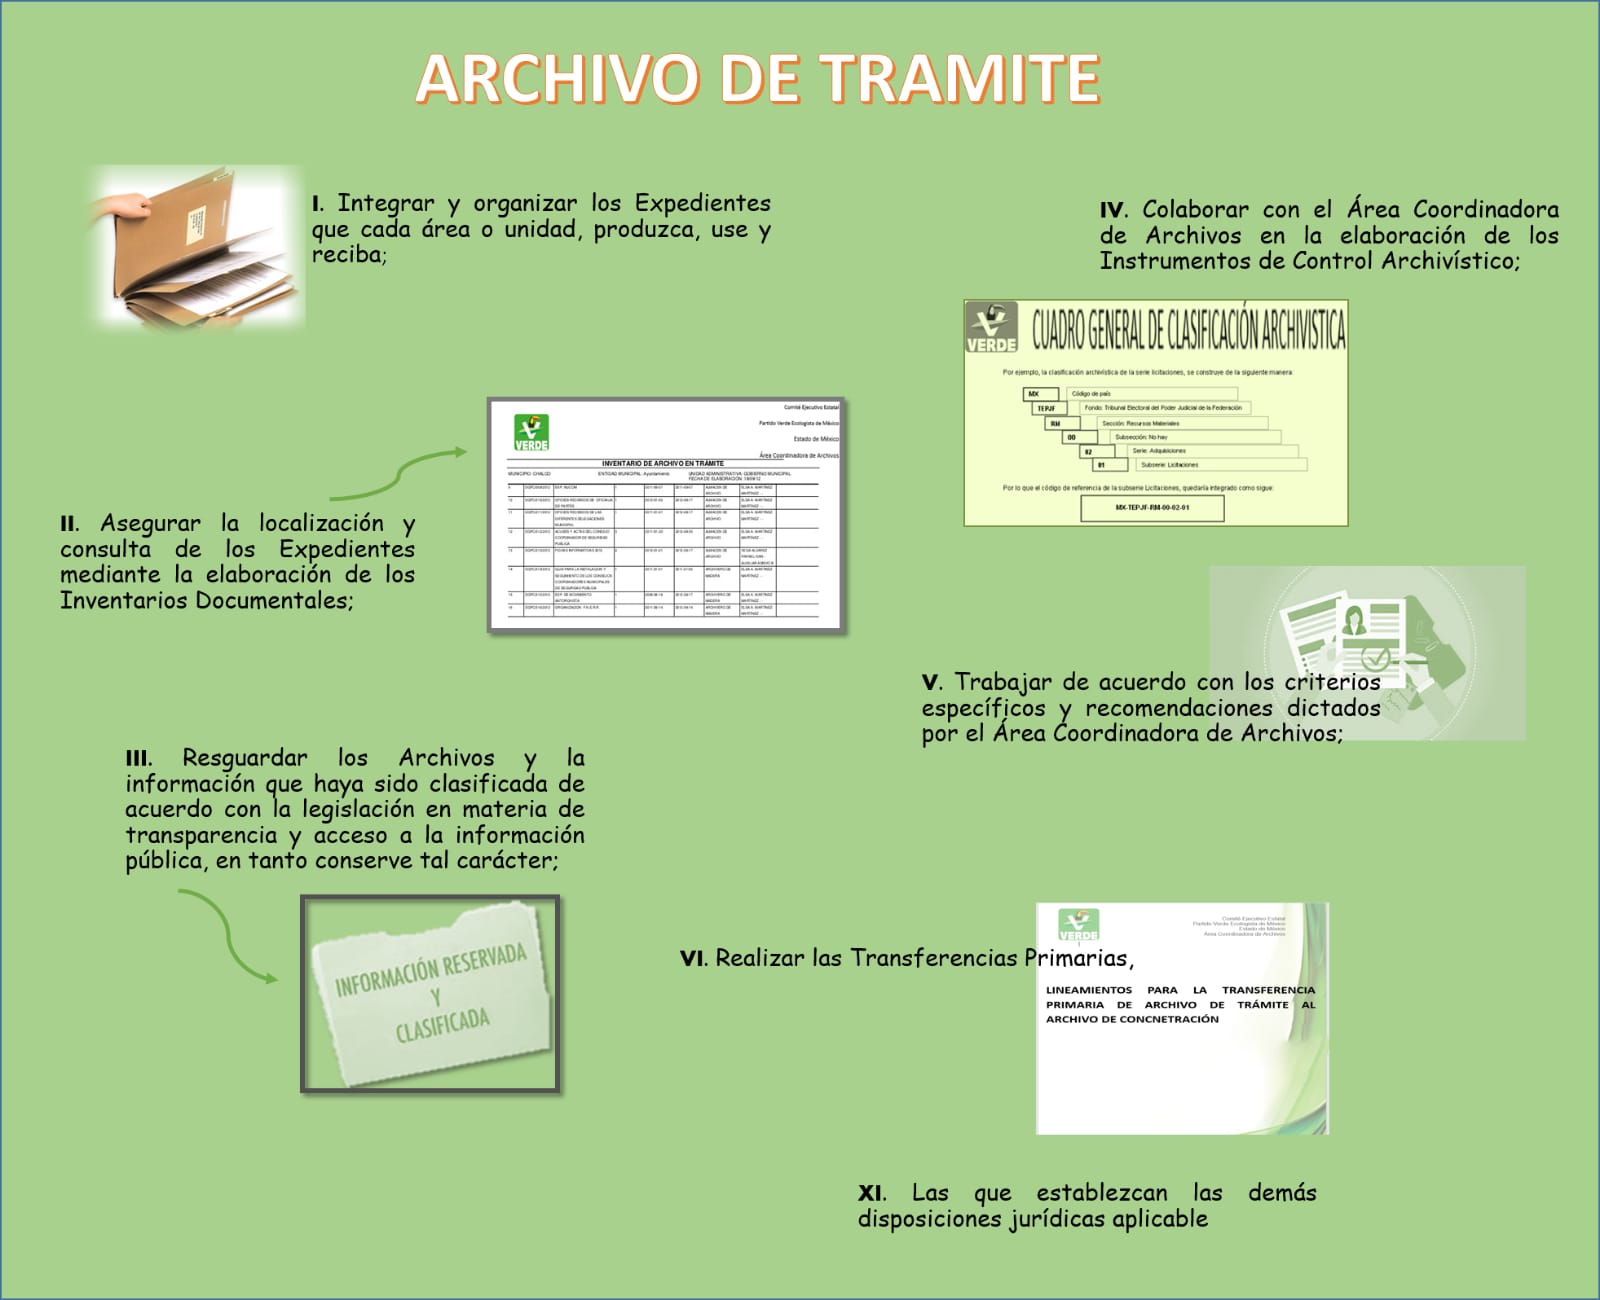 ARCHIVO DE TRAMITE
I. Integrar y organizar los Expedientes
que cada área o unidad, produzca, use y
reciba;
II. Asegurar la localización y
consulta de los Expedientes
mediante la elaboración de los
Inventarios Documentales;
VERDE
Comité Ejecutivo Estatal
Partido Verde Ecologista de México
Estado de México
Área Coordinadora de Archivos
INVENTARIO DE ARCHIVO EN TRÁMITE
MUNICIPIO: CHALCO ENTIDAD MUNICIPAL: Ayuntamiento UNIDAD ADMINISTRATIVA: GOBIERNO MUNICIPAL
FECHA DE ELABORACIÓN:
III. Resguardar los Archivos y la
información que haya sido clasificada de
acuerdo con la legislación en materia de
transparencia y acceso a la información
pública, en tanto conserve tal carácter;
INFORMACIÓN RESERVADA
Y
CLASIFICADA
IV. Colaborar con el Área Coordinadora
de Archivos en la elaboración de los
Instrumentos de Control Archivístico;
VERDE
CUADRO GENERAL DE CLASIFICACIÓN ARCHIVISTICA
Por ejemplo, la clasificación archivística de la serie licitaciones, se construye de la siguiente manera:
MX Código de país
TEPJF Fondo: Tribunal Electoral del Poder Judicial de la Federación
RM Sección: Recursos Materiales
00 Subsección: No hay
02 Serie: Adquisiciones
01 Subserie: Licitaciones
Por lo que el código de referencia de la subserie Licitaciones, quedaría integrado como sigue:
MX-TEPJF-RM-00-02-01
V. Trabajar de acuerdo con los criterios
específicos y recomendaciones dictados
por el Área Coordinadora de Archivos;
VI. Realizar las Transferencias Primarias,
VERDE
Comité Ejecutivo Estatal
Partido Verde Ecologista de México
Estado de México
Área Coordinadora de Archivos
LINEAMIENTOS PARA LA TRANSFERENCIA
PRIMARIA DE ARCHIVO DE TRÁMITE AL
ARCHIVO DE CONCNETRACIÓN
XI. Las que establezcan las demás
disposiciones jurídicas aplicable